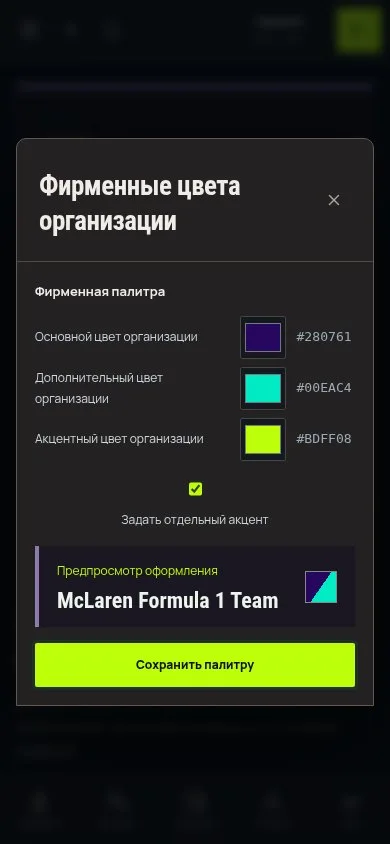 Фирменные цвета
организации
Фирменная палитра
Основной цвет организации
#280761
Дополнительный цвет
организации
#00EAC4
Акцентный цвет организации
#BDFF08
Задать отдельный акцент
Предпросмотр оформления
McLaren Formula 1 Team
Сохранить палитру